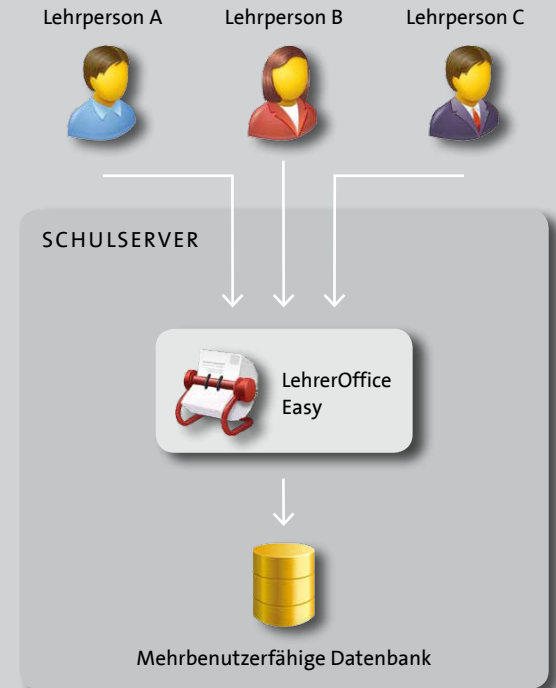 Lehrperson A
Lehrperson B
Lehrperson C
SCHULSERVER
LehrerOffice
Easy
Mehrbenutzerfähige Datenbank